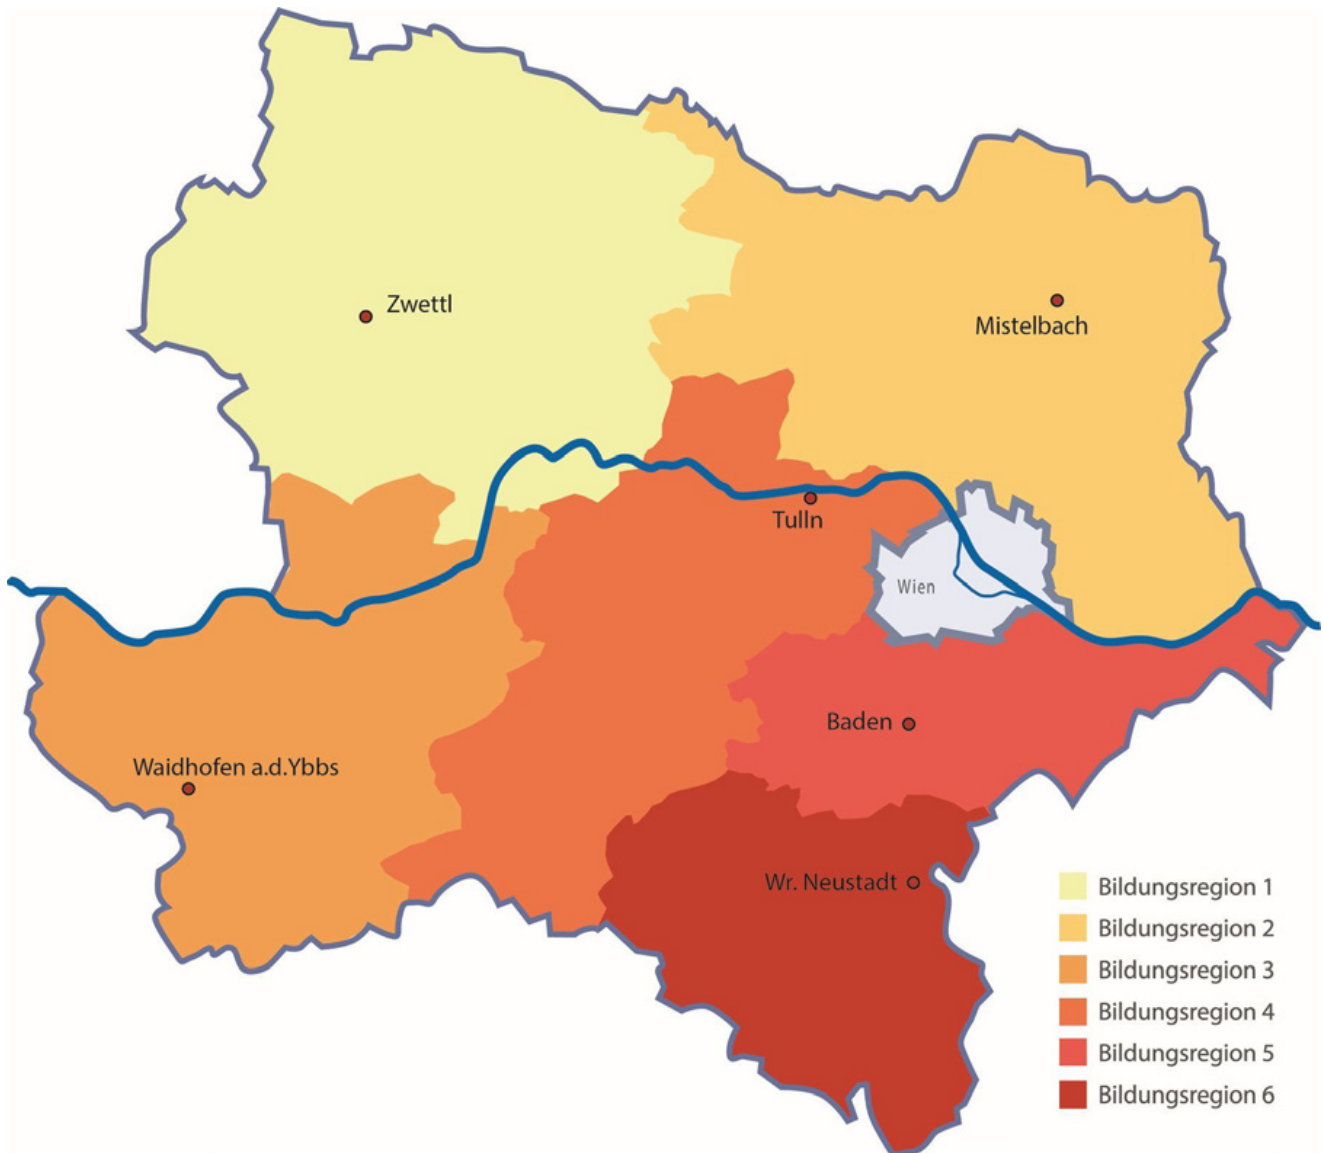 Zwettl
Mistelbach
Tulln
Wien
Baden
Waidhofen a.d.Ybbs
Wr. Neustadt
Bildungsregion 1
Bildungsregion 2
Bildungsregion 3
Bildungsregion 4
Bildungsregion 5
Bildungsregion 6